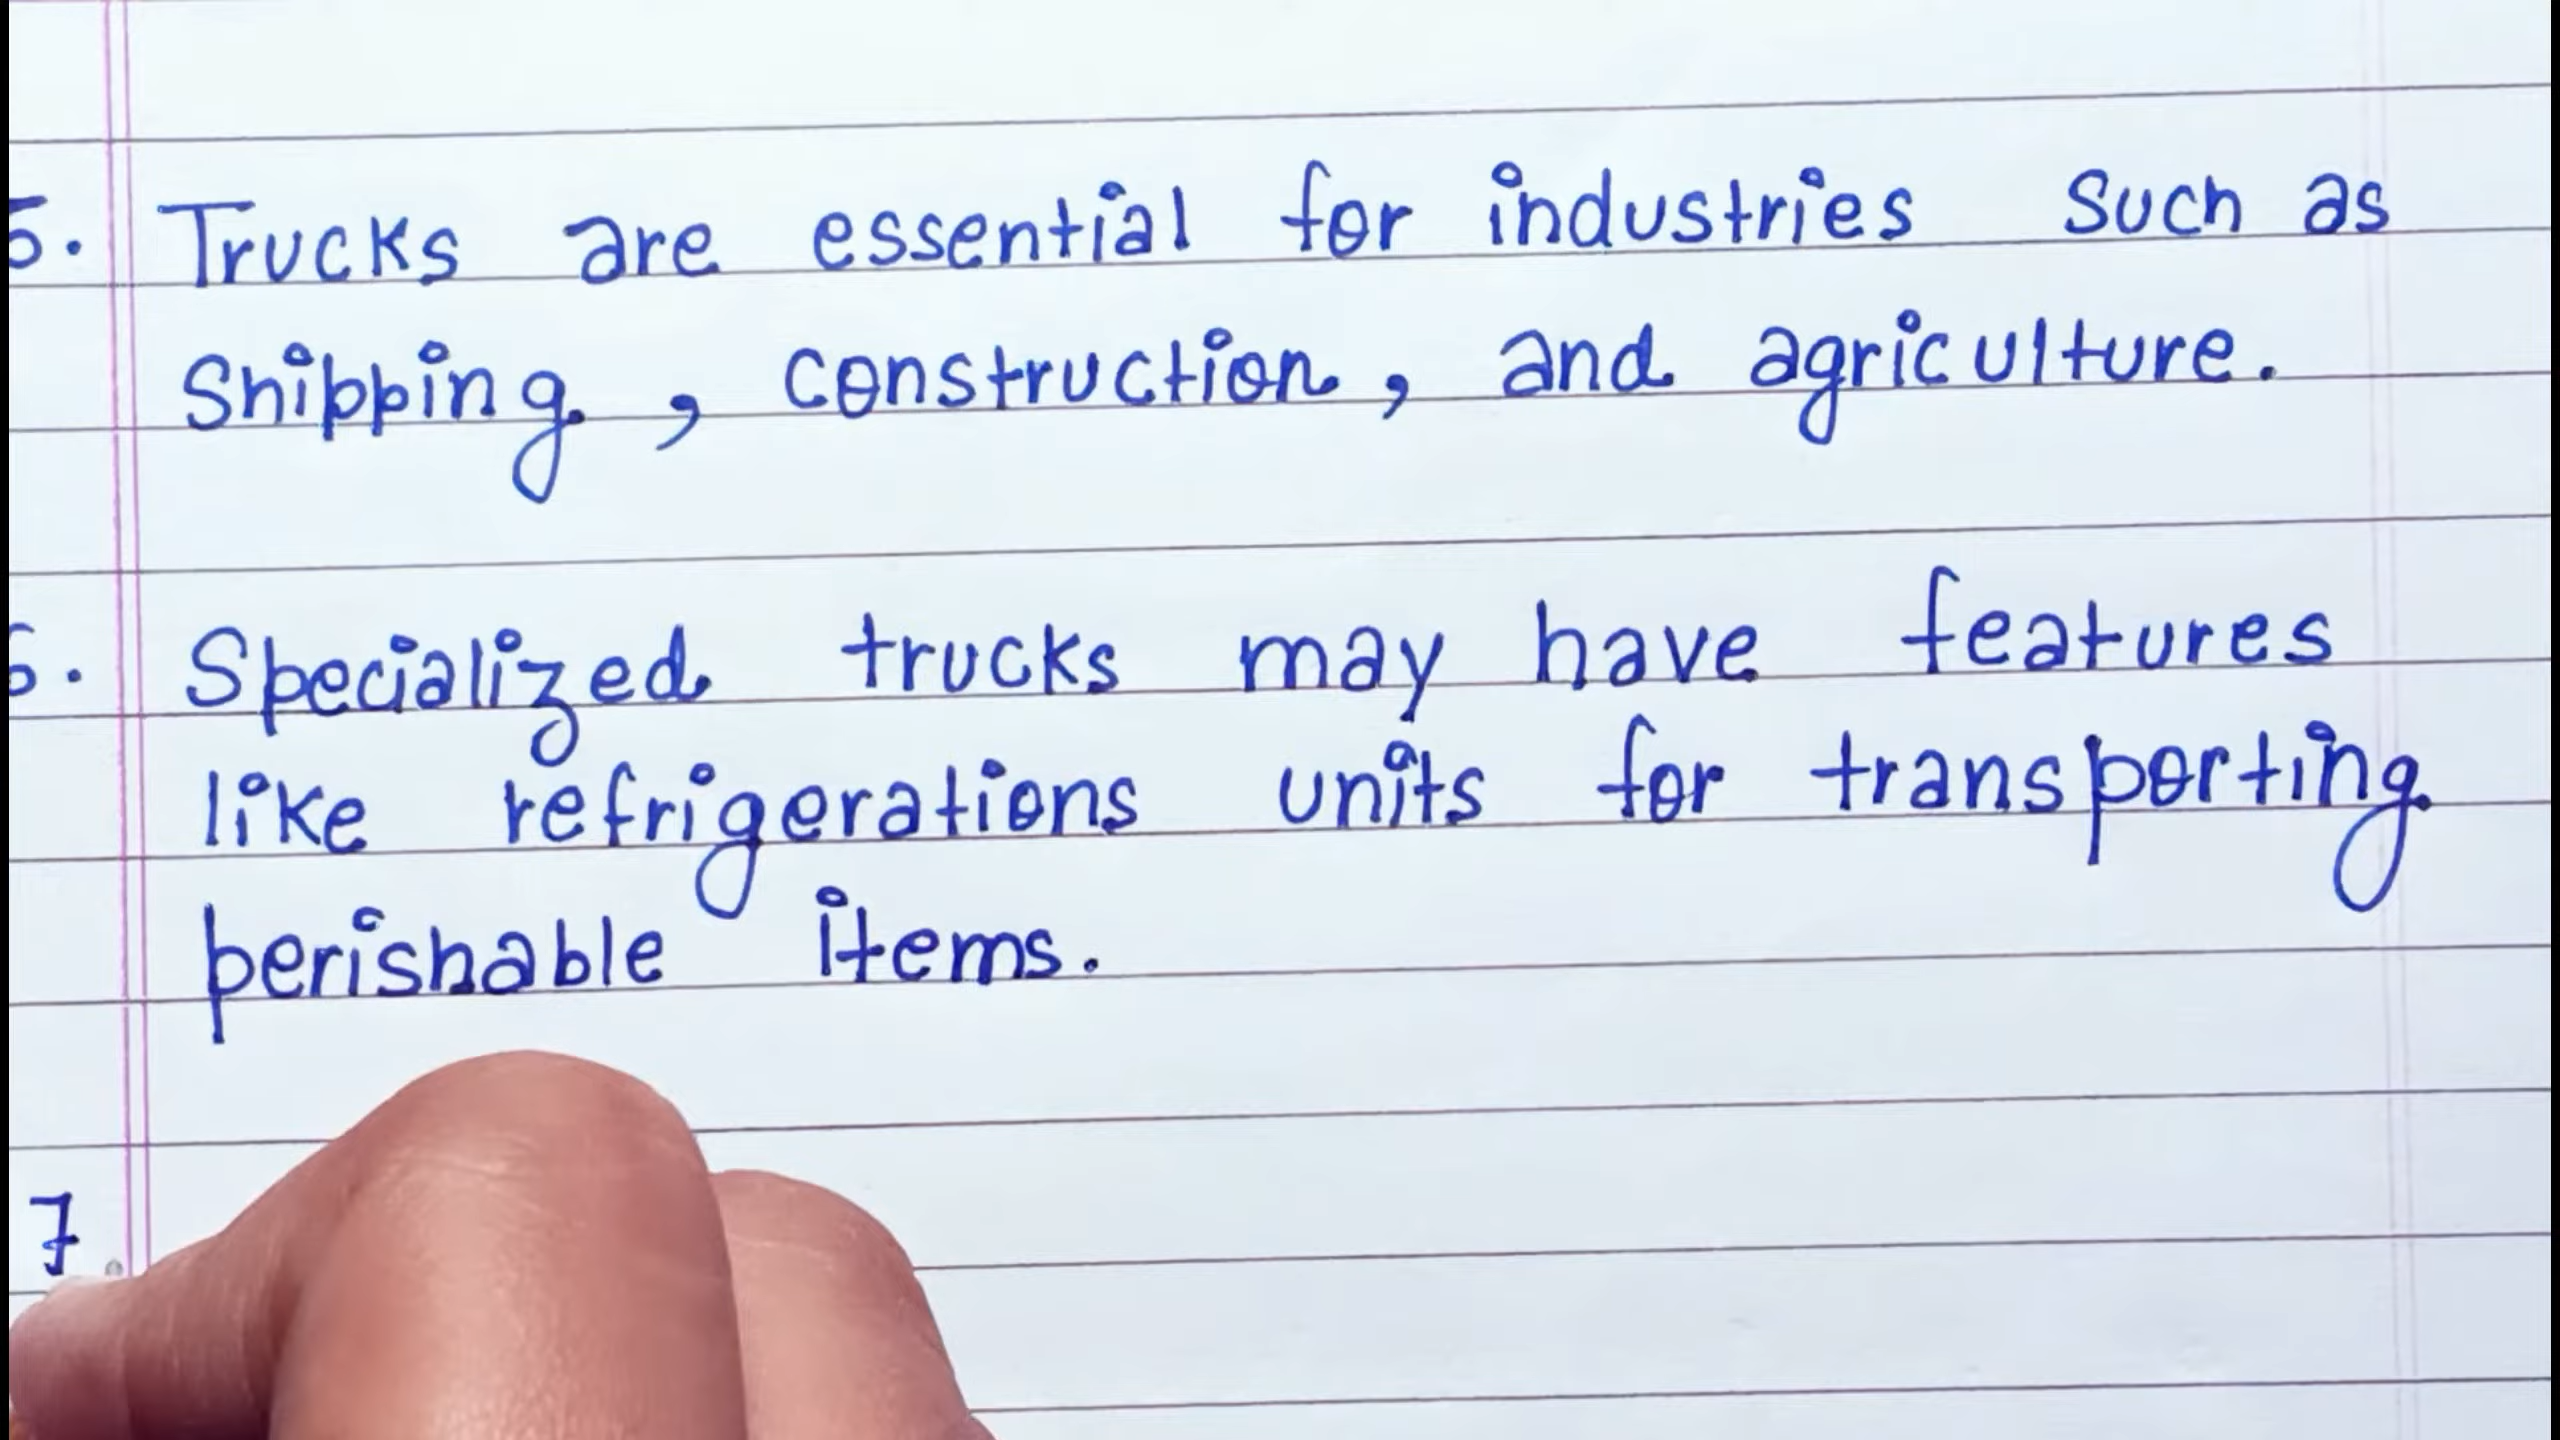 5. Trucks are essential for industries such as
Shipping, construction, and agriculture.
6. Specialized trucks may have features
like refrigerations units for transporting
perishable items.
7.